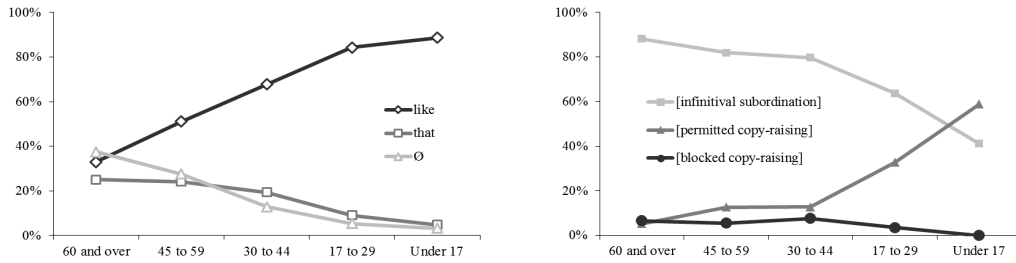 100%
80%
60%
40%
20%
0%
like
that
Ø
60 and over 45 to 59 30 to 44 17 to 29 Under 17
100%
80%
60%
40%
20%
0%
[infinitival subordination]
[permitted copy-raising]
[blocked copy-raising]
60 and over 45 to 59 30 to 44 17 to 29 Under 17